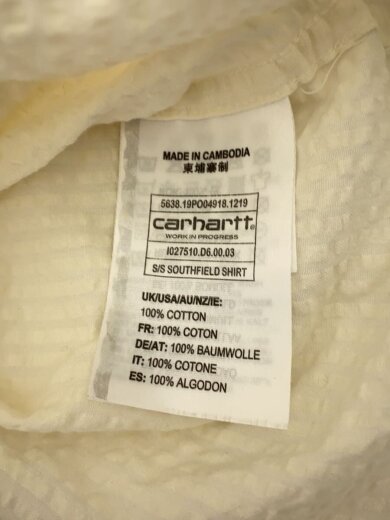 MADE IN CAMBODIA
柬埔寨制
5638.19PO04918.1219
carhartt®
WORK IN PROGRESS
I027510.D6.00.03
S/S SOUTHFIELD SHIRT
UK/USA/AU/NZ/IE:
100% COTTON
FR: 100% COTON
DE/AT: 100% BAUMWOLLE
IT: 100% COTONE
ES: 100% ALGODON